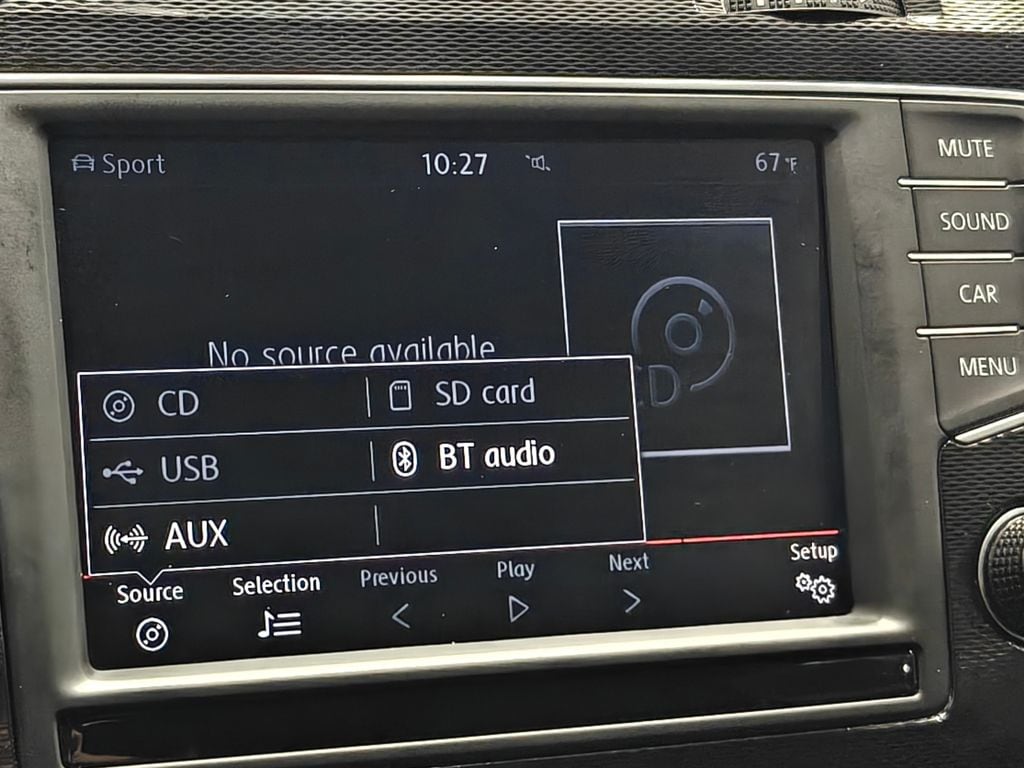 Sport 10:27 67 °F
MUTE
SOUND
CAR
MENU
No source available
CD SD card
USB BT audio
AUX
Source Selection Previous Play Next Setup